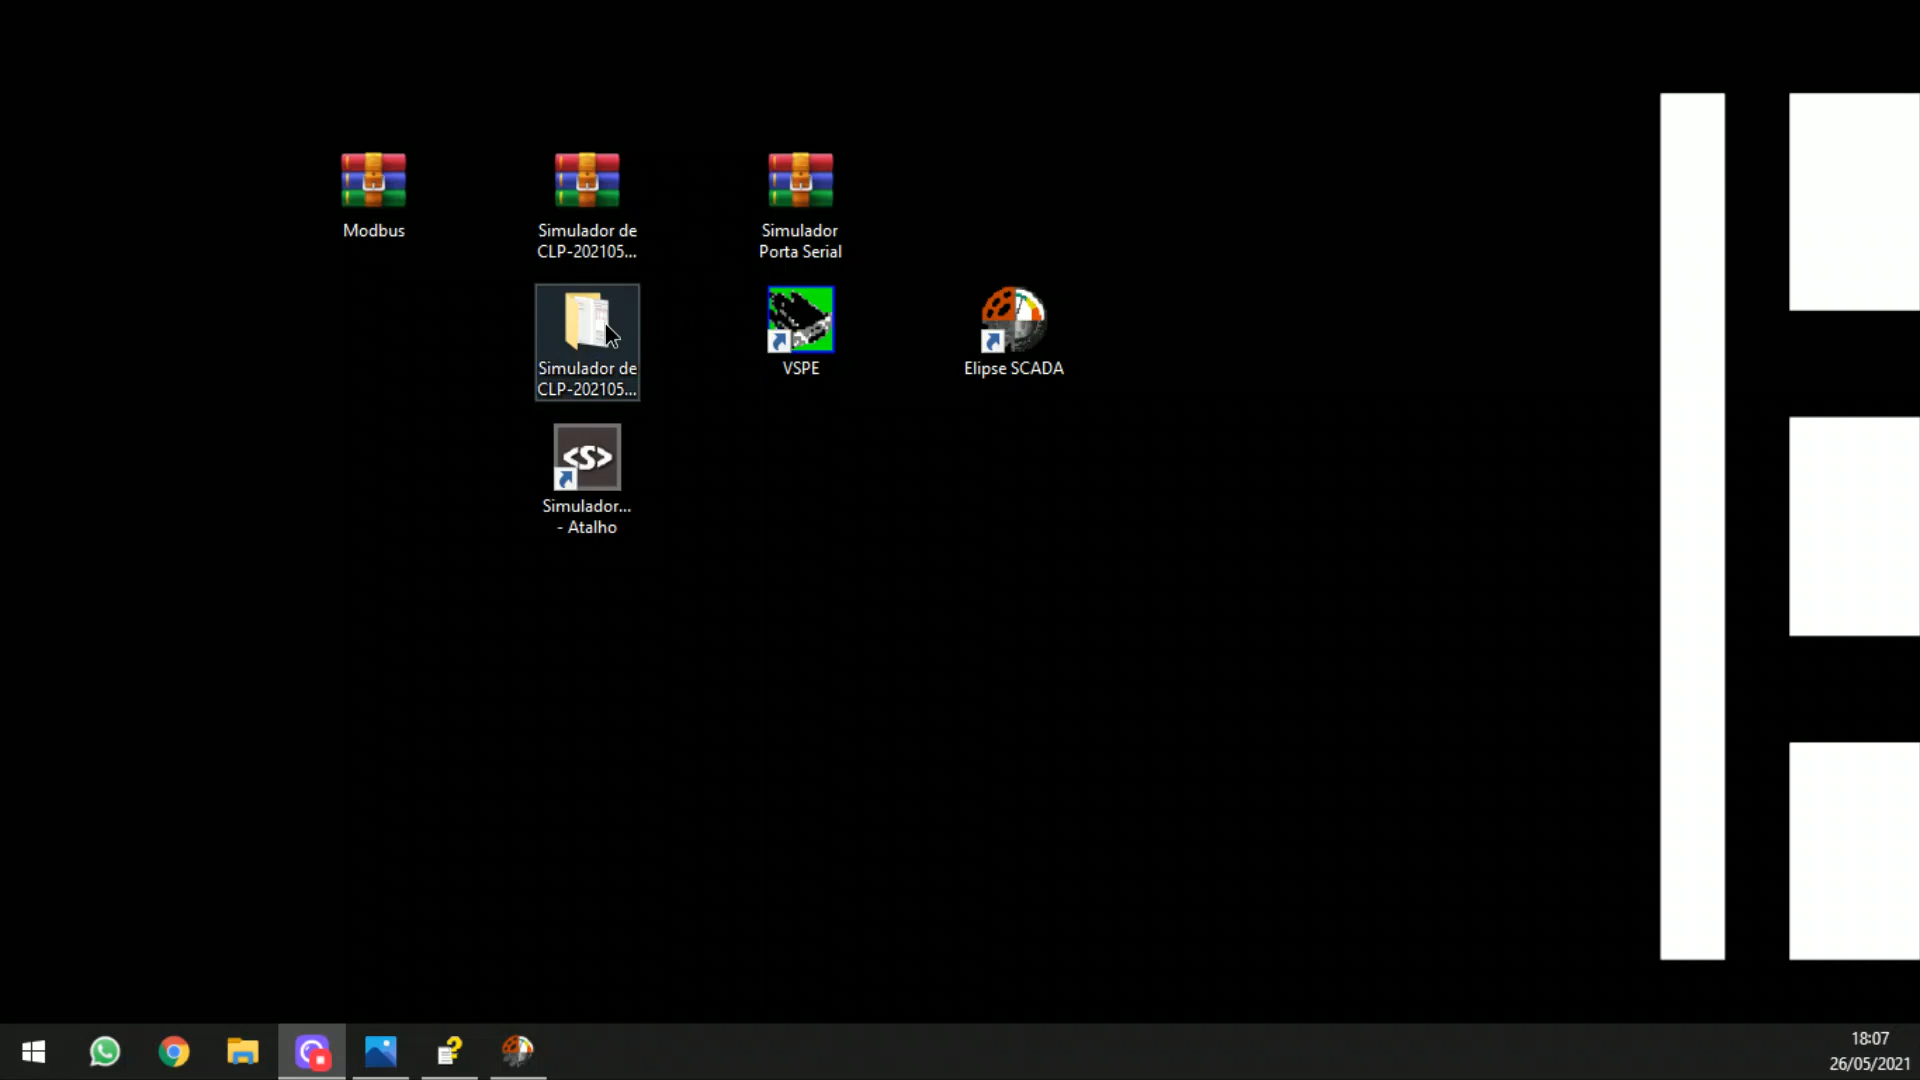 Modbus
Simulador de
CLP-202105...
Simulador
Porta Serial
Simulador de
CLP-202105...
VSPE
Elipse SCADA
<S>
Simulador...
- Atalho
18:07
26/05/2021